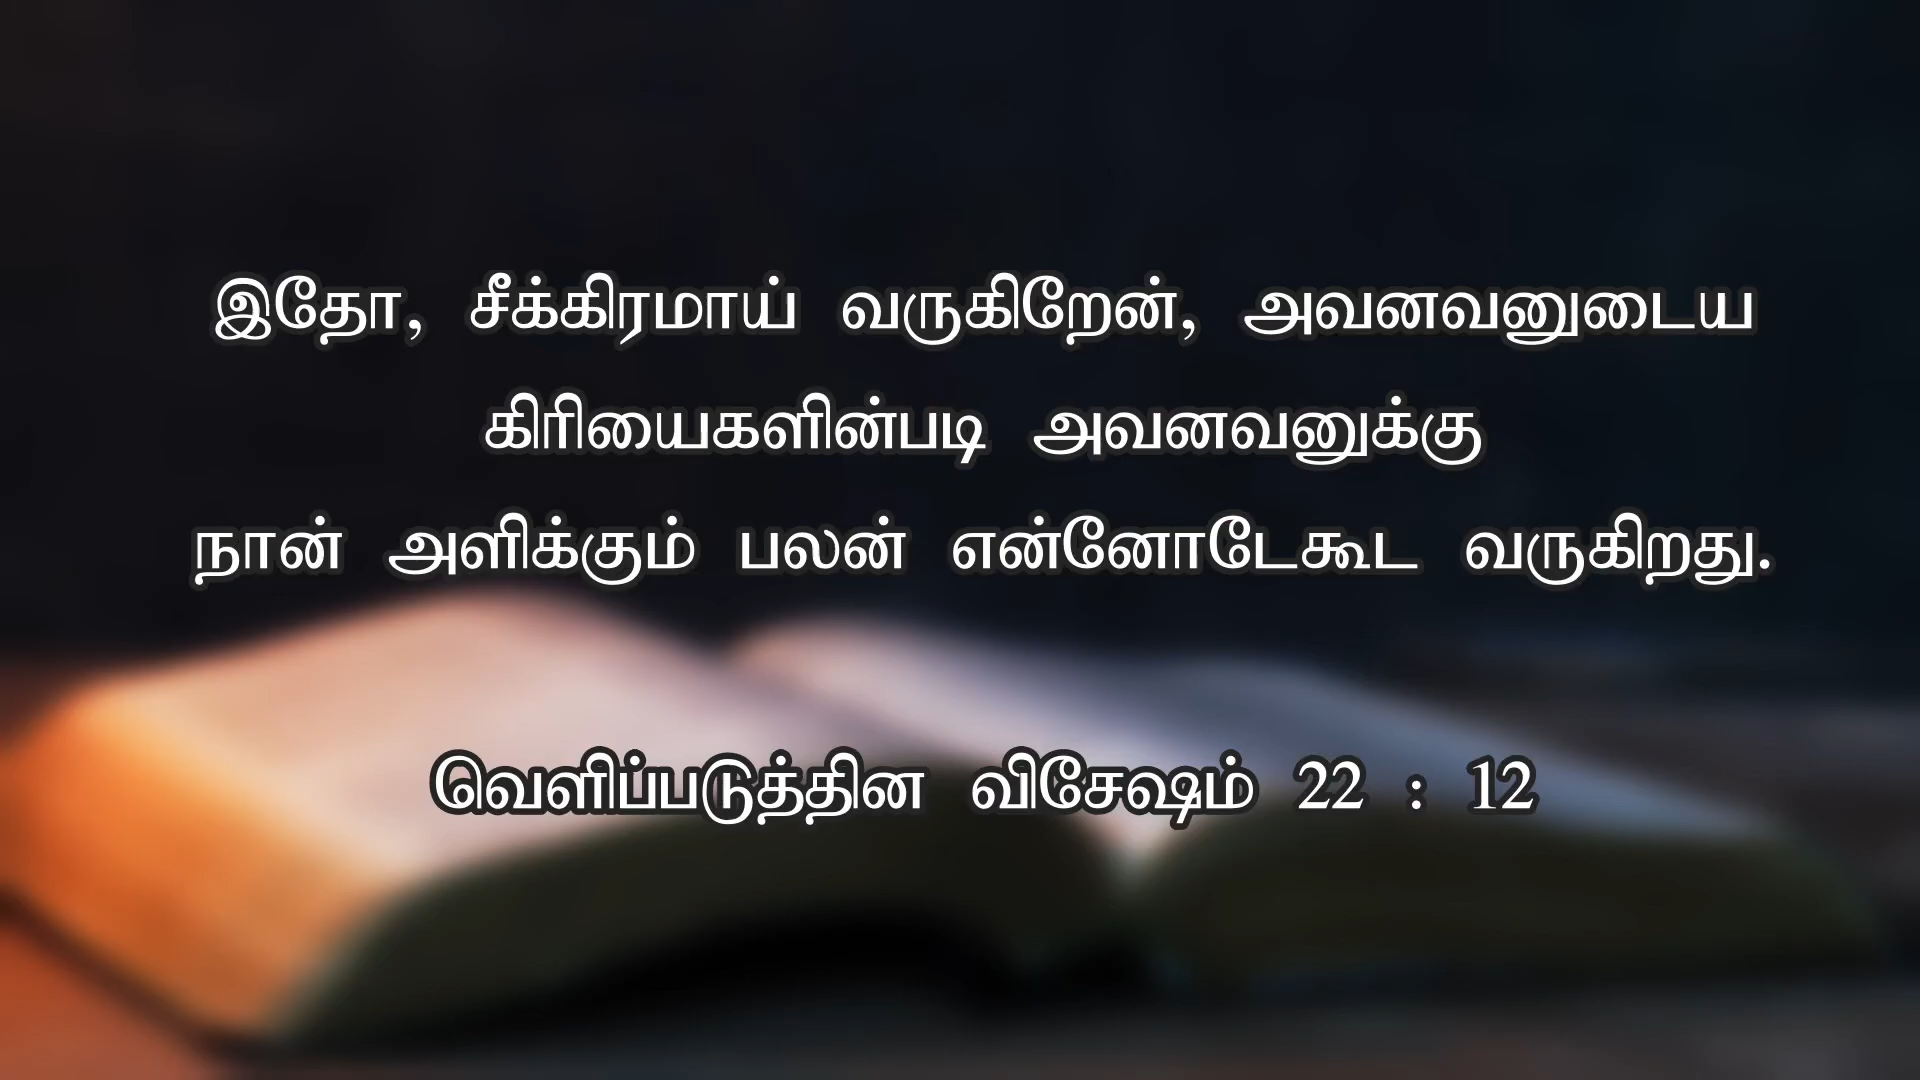 இதோ, சீக்கிரமாய் வருகிறேன், அவனவனுடைய
கிரியைகளின்படி அவனவனுக்கு
நான் அளிக்கும் பலன் என்னோடேகூட வருகிறது.
வெளிப்படுத்தின விசேஷம் 22 : 12